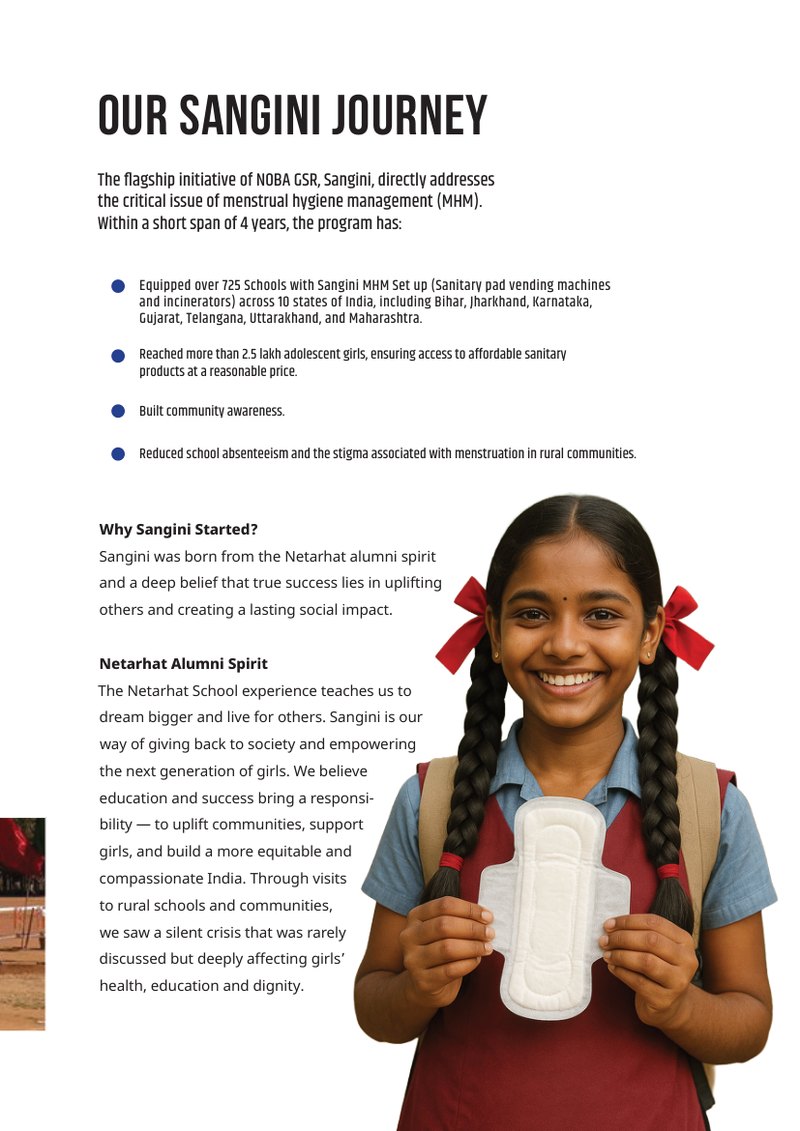 OUR SANGINI JOURNEY
The flagship initiative of NOBA GSR, Sangini, directly addresses
the critical issue of menstrual hygiene management (MHM).
Within a short span of 4 years, the program has:
Equipped over 725 Schools with Sangini MHM Set up (Sanitary pad vending machines
and incinerators) across 10 states of India, including Bihar, Jharkhand, Karnataka,
Gujarat, Telangana, Uttarakhand, and Maharashtra.
Reached more than 2.5 lakh adolescent girls, ensuring access to affordable sanitary
products at a reasonable price.
Built community awareness.
Reduced school absenteeism and the stigma associated with menstruation in rural communities.
Why Sangini Started?
Sangini was born from the Netarhat alumni spirit
and a deep belief that true success lies in uplifting
others and creating a lasting social impact.
Netarhat Alumni Spirit
The Netarhat School experience teaches us to
dream bigger and live for others. Sangini is our
way of giving back to society and empowering
the next generation of girls. We believe
education and success bring a responsi-
bility — to uplift communities, support
girls, and build a more equitable and
compassionate India. Through visits
to rural schools and communities,
we saw a silent crisis that was rarely
discussed but deeply affecting girls’
health, education and dignity.